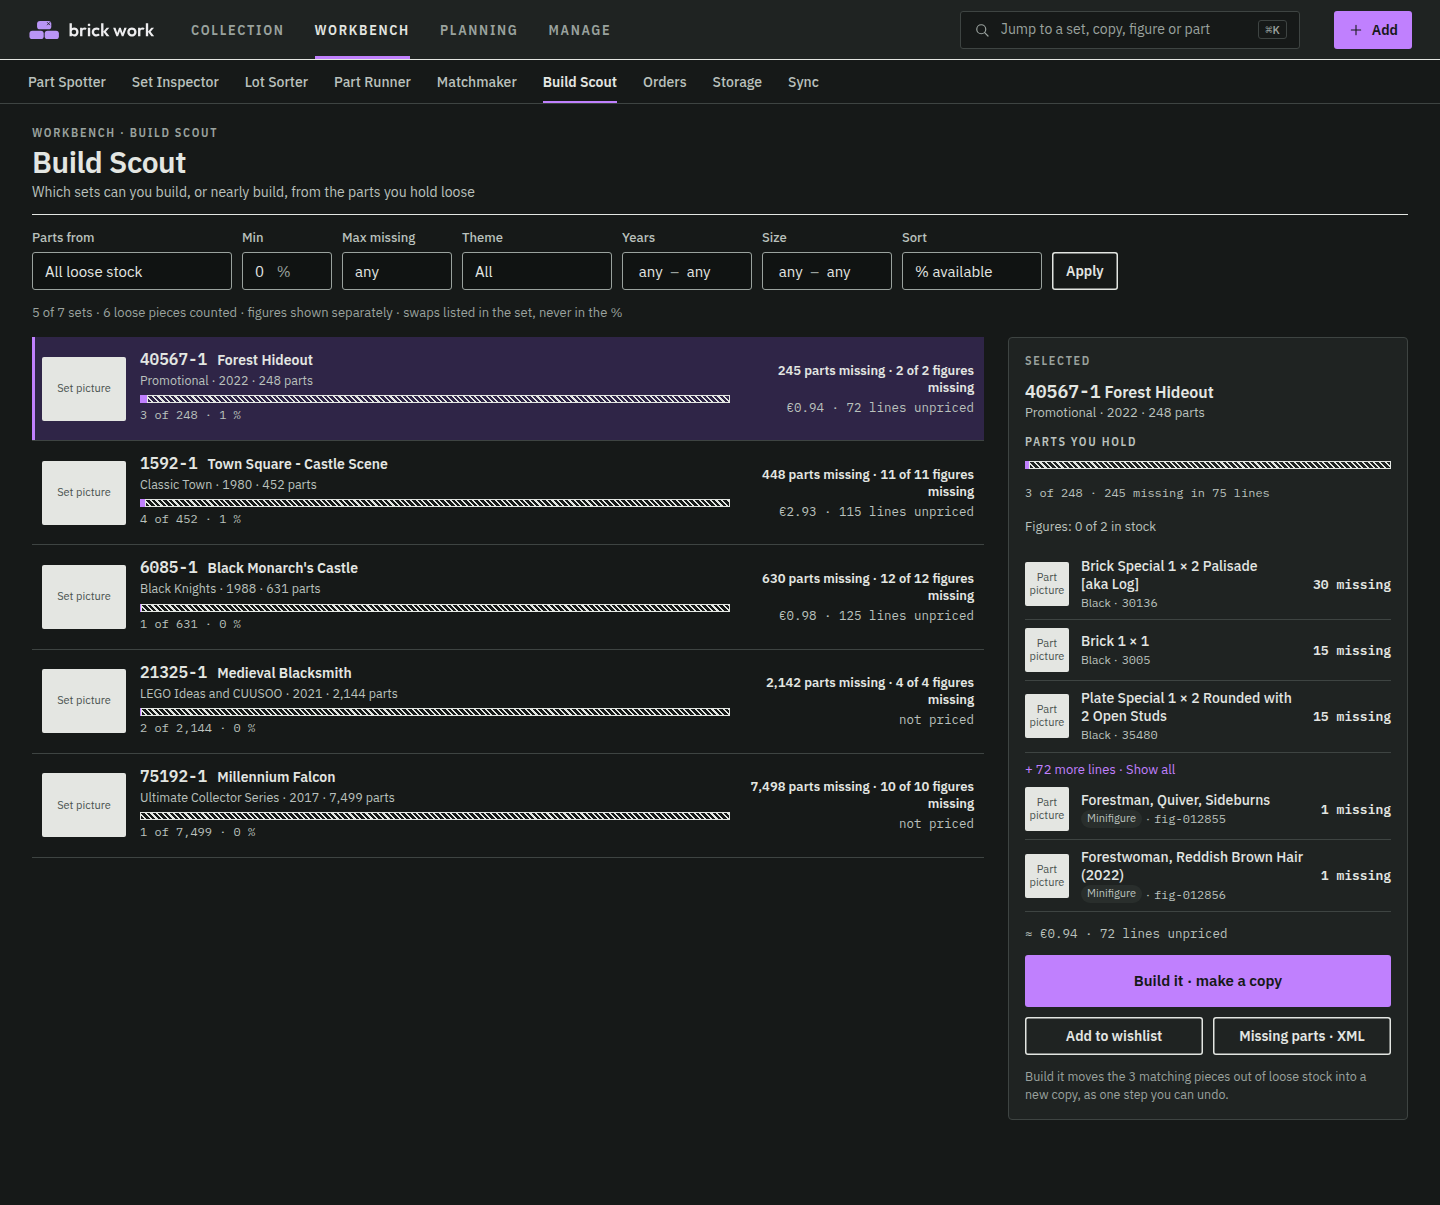 brick work
COLLECTION
WORKBENCH
PLANNING
MANAGE
Jump to a set, copy, figure or part
⌘K
+ Add
Part Spotter
Set Inspector
Lot Sorter
Part Runner
Matchmaker
Build Scout
Orders
Storage
Sync
WORKBENCH · BUILD SCOUT
Build Scout
Which sets can you build, or nearly build, from the parts you hold loose
Parts from
Min
Max missing
Theme
Years
Size
Sort
All loose stock
0 %
any
All
any – any
any – any
% available
Apply
5 of 7 sets · 6 loose pieces counted · figures shown separately · swaps listed in the set, never in the %
Set picture
40567-1 Forest Hideout
Promotional · 2022 · 248 parts
3 of 248 · 1 %
245 parts missing · 2 of 2 figures
missing
€0.94 · 72 lines unpriced
Set picture
1592-1 Town Square - Castle Scene
Classic Town · 1980 · 452 parts
4 of 452 · 1 %
448 parts missing · 11 of 11 figures
missing
€2.93 · 115 lines unpriced
Set picture
6085-1 Black Monarch's Castle
Black Knights · 1988 · 631 parts
1 of 631 · 0 %
630 parts missing · 12 of 12 figures
missing
€0.98 · 125 lines unpriced
Set picture
21325-1 Medieval Blacksmith
LEGO Ideas and CUUSOO · 2021 · 2,144 parts
2 of 2,144 · 0 %
2,142 parts missing · 4 of 4 figures
missing
not priced
Set picture
75192-1 Millennium Falcon
Ultimate Collector Series · 2017 · 7,499 parts
1 of 7,499 · 0 %
7,498 parts missing · 10 of 10 figures
missing
not priced
SELECTED
40567-1 Forest Hideout
Promotional · 2022 · 248 parts
PARTS YOU HOLD
3 of 248 · 245 missing in 75 lines
Figures: 0 of 2 in stock
Part
picture
Brick Special 1 × 2 Palisade
[aka Log]
Black · 30136
30 missing
Part
picture
Brick 1 × 1
Black · 3005
15 missing
Part
picture
Plate Special 1 × 2 Rounded with
2 Open Studs
Black · 35480
15 missing
+ 72 more lines · Show all
Part
picture
Forestman, Quiver, Sideburns
Minifigure · fig-012855
1 missing
Part
picture
Forestwoman, Reddish Brown Hair
(2022)
Minifigure · fig-012856
1 missing
≈ €0.94 · 72 lines unpriced
Build it · make a copy
Add to wishlist
Missing parts · XML
Build it moves the 3 matching pieces out of loose stock into a
new copy, as one step you can undo.